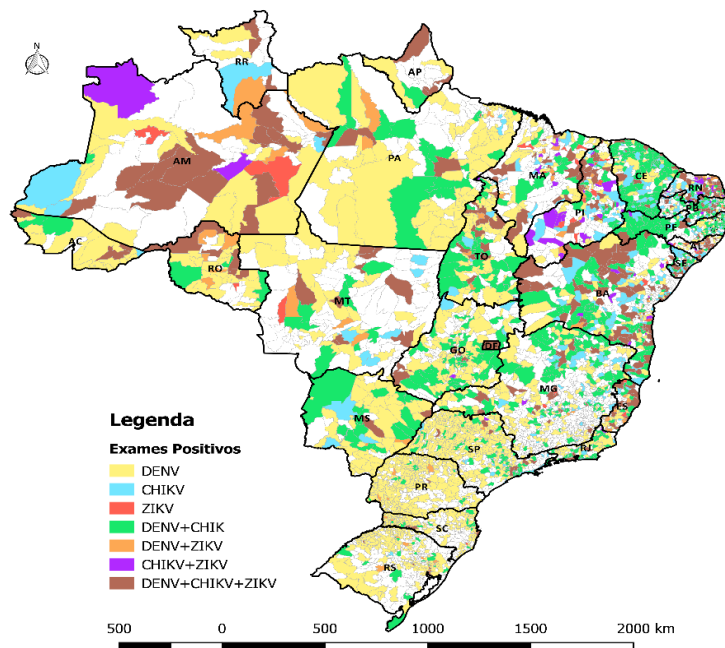 N
RR
AP
AM
PA
MA
CE
RN
PB
PI
PE
AL
SE
AC
TO
RO
BA
MT
GO
DF
MG
MS
ES
SP
RJ
PR
SC
RS
Legenda
Exames Positivos
DENV
CHIKV
ZIKV
DENV+CHIK
DENV+ZIKV
CHIKV+ZIKV
DENV+CHIKV+ZIKV
500 0 500 1000 1500 2000 km